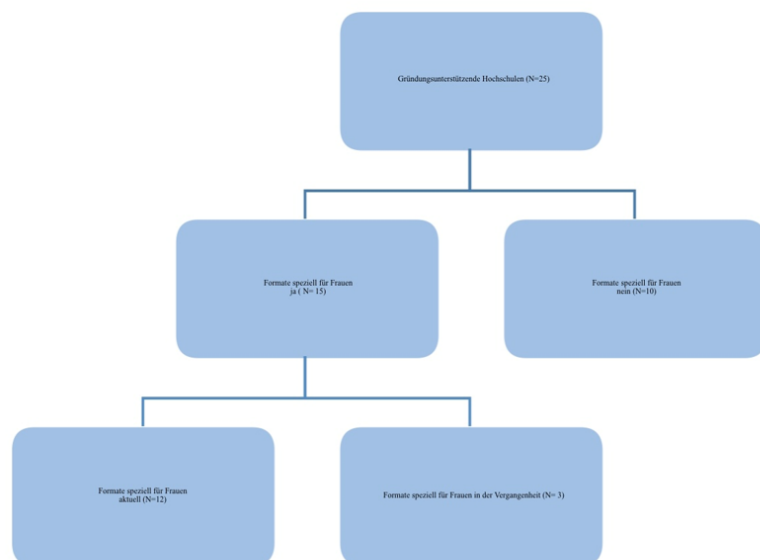 Gründungsunterstützende Hochschulen (N=25)
Formate speziell für Frauen
ja ( N= 15)
Formate speziell für Frauen
nein (N=10)
Formate speziell für Frauen
aktuell (N=12)
Formate speziell für Frauen in der Vergangenheit (N= 3)